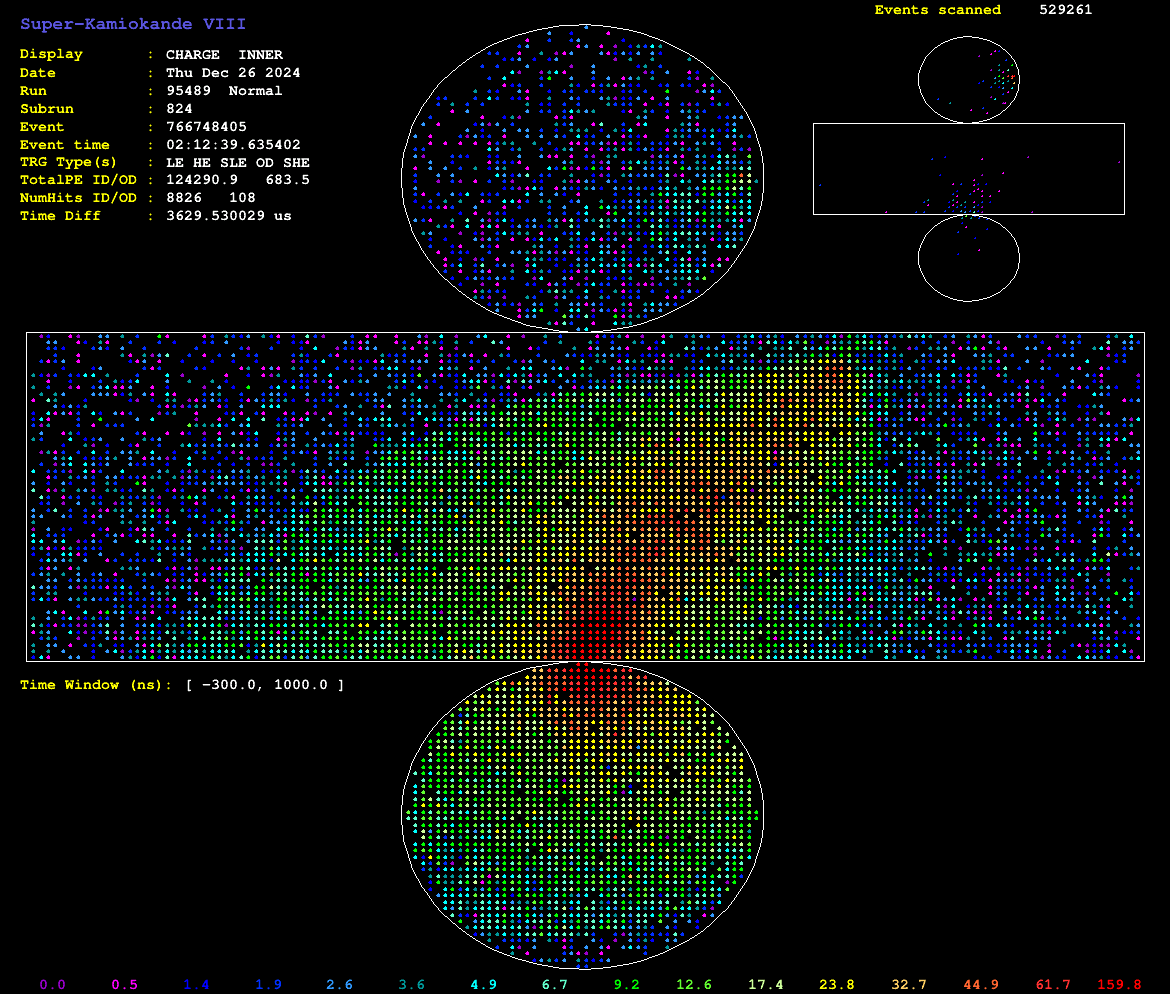 Super-Kamiokande VIII
Events scanned 529261
Display : CHARGE INNER
Date : Thu Dec 26 2024
Run : 95489 Normal
Subrun : 824
Event : 766748405
Event time : 02:12:39.635402
TRG Type(s) : LE HE SLE OD SHE
TotalPE ID/OD : 124290.9 683.5
NumHits ID/OD : 8826 108
Time Diff : 3629.530029 us
Time Window (ns): [ −300.0, 1000.0 ]
0.0 0.5 1.4 1.9 2.6 3.6 4.9 6.7 9.2 12.6 17.4 23.8 32.7 44.9 61.7 159.8